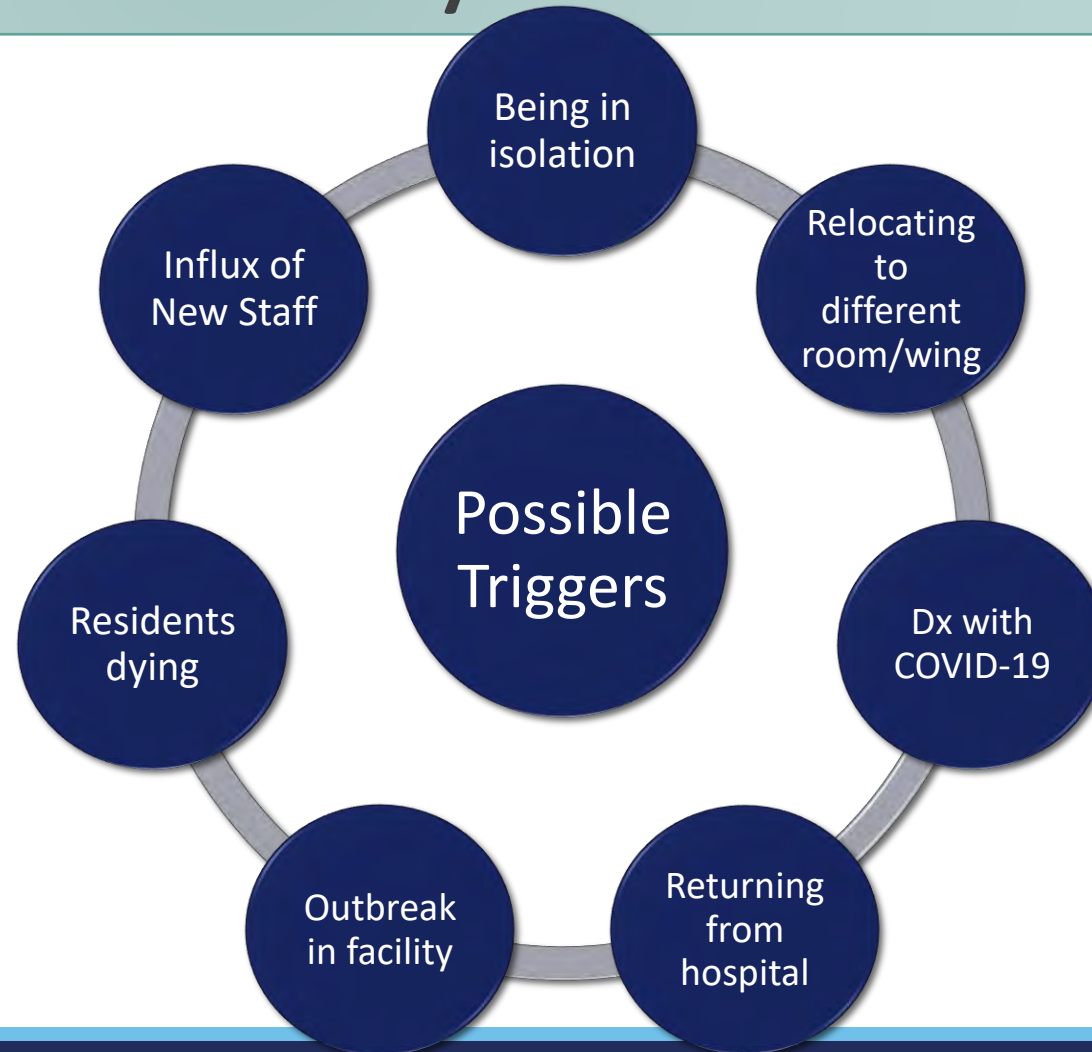 Being in
isolation
Relocating
to
different
room/wing
Dx with
COVID-19
Returning
from
hospital
Outbreak
in facility
Residents
dying
Influx of
New Staff
Possible
Triggers